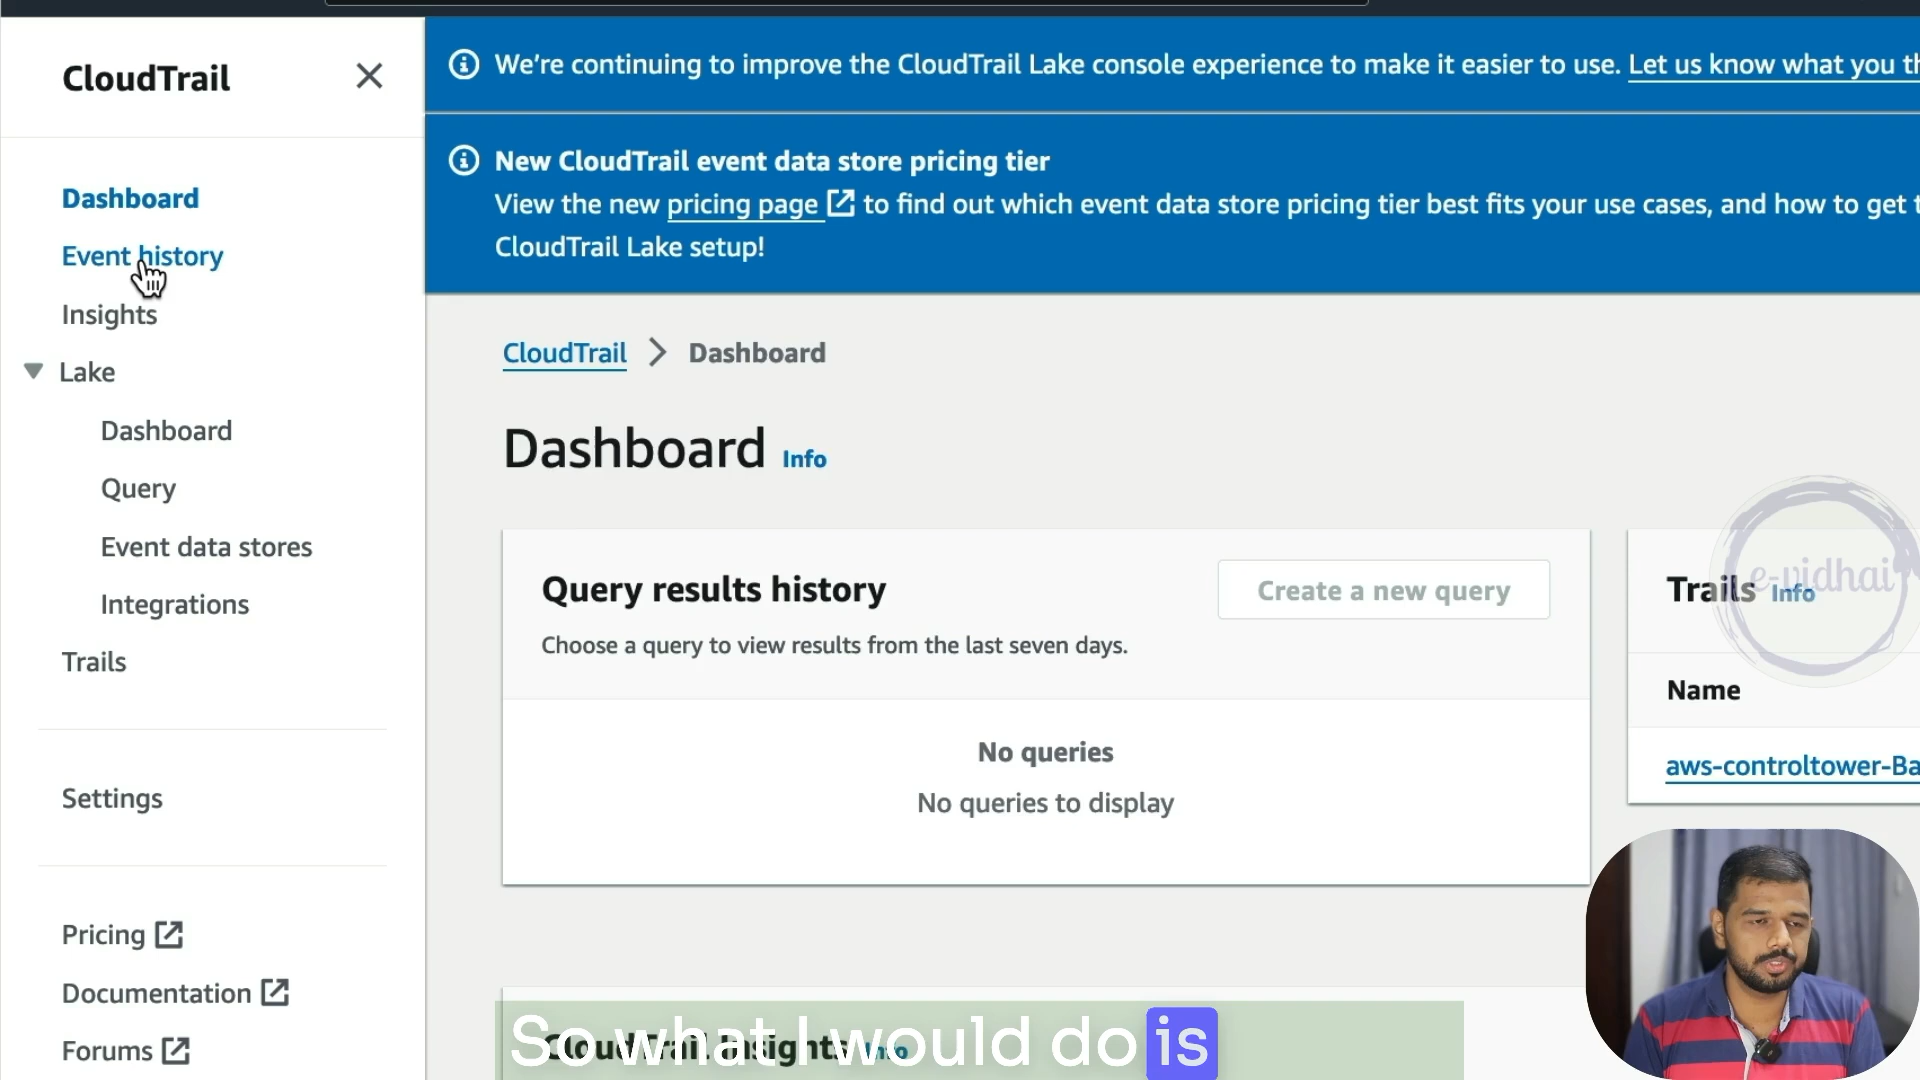 CloudTrail
Dashboard
Event history
Insights
Lake
Dashboard
Query
Event data stores
Integrations
Trails
Settings
Pricing
Documentation
Forums
We're continuing to improve the CloudTrail Lake console experience to make it easier to use. Let us know what you
New CloudTrail event data store pricing tier
View the new pricing page to find out which event data store pricing tier best fits your use cases, and how to get
CloudTrail Lake setup!
CloudTrail Dashboard
Dashboard Info
Query results history
Create a new query
Choose a query to view results from the last seven days.
No queries
No queries to display
Trails Info
e-vidhai
Name
aws-controltower-Ba
CloudTrail Insights Info
So what I would do is